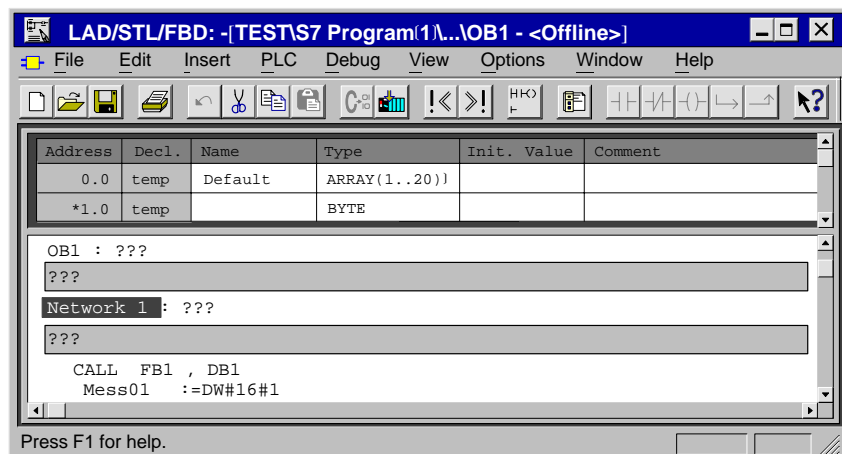 LAD/STL/FBD: -[TEST\S7 Program(1)\...\OB1 - <Offline>]
File Edit Insert PLC Debug View Options Window Help
Address Decl. Name Type Init. Value Comment
0.0 temp Default ARRAY(1..20))
*1.0 temp BYTE
OB1 : ???
???
Network 1 : ???
???
CALL FB1 , DB1
Mess01 :=DW#16#1
Press F1 for help.